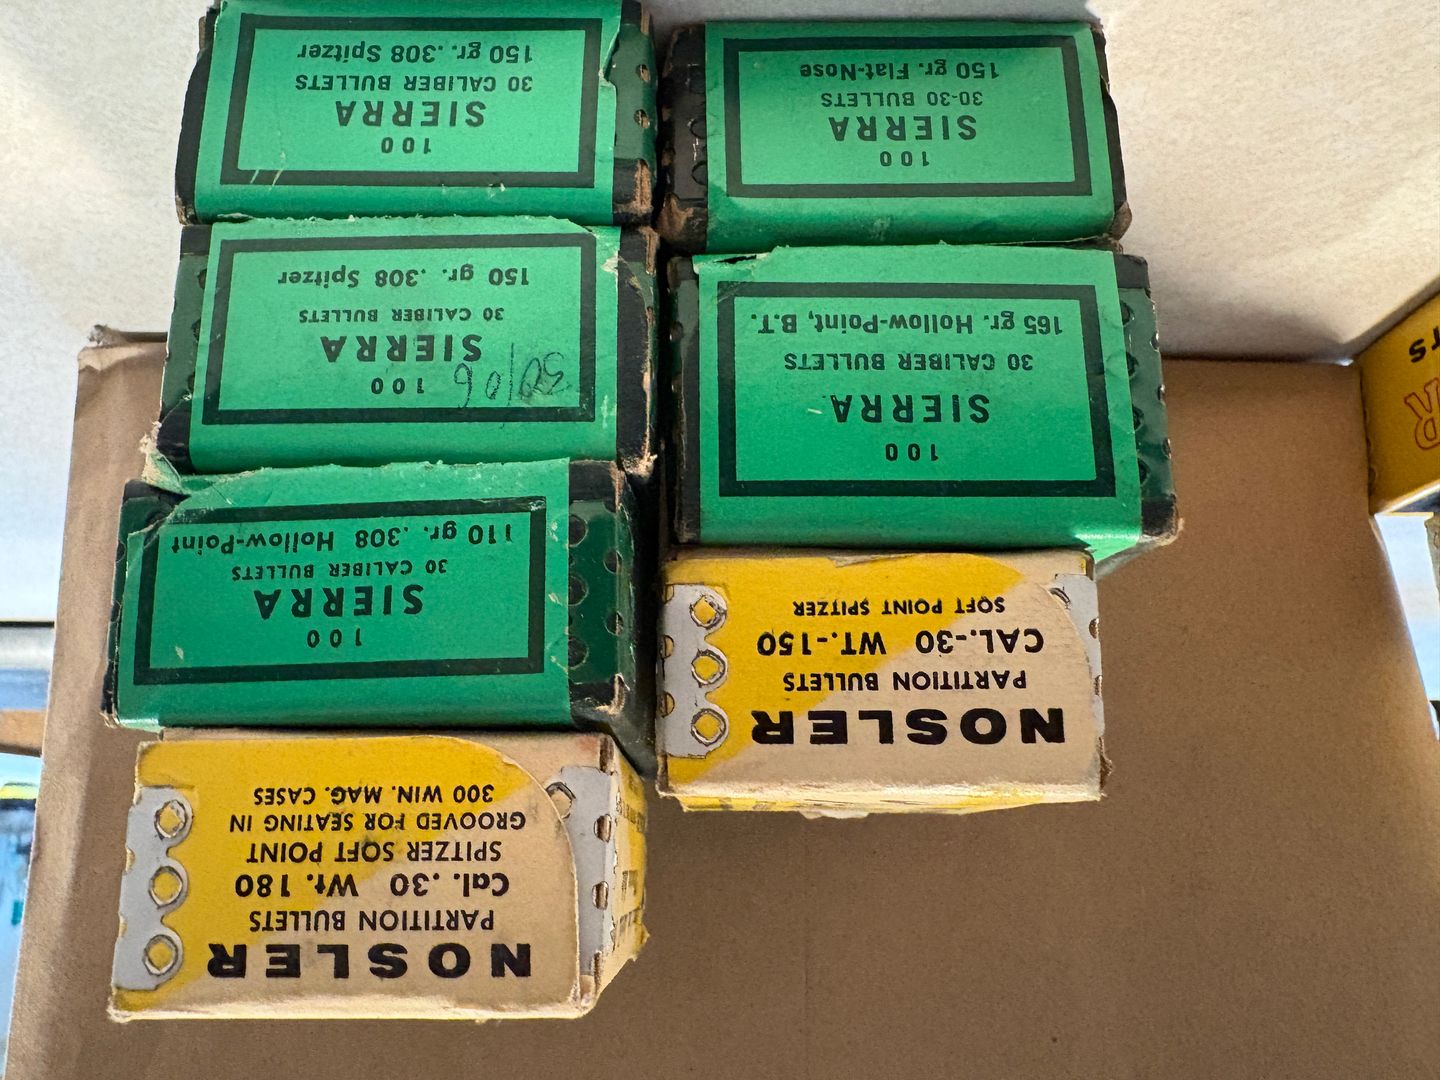 100
SIERRA
30 CALIBER BULLETS
150 gr. .308 Spitzer
100
SIERRA
30-30 BULLETS
150 gr. Flat-Nose
100
SIERRA
30 CALIBER BULLETS
150 gr. .308 Spitzer
100
SIERRA
30 CALIBER BULLETS
165 gr. Hollow-Point, B.T.
100
SIERRA
30 CALIBER BULLETS
110 gr. .308 Hollow-Point
NOSLER
PARTITION BULLETS
CAL.-30 WT.-150
SOFT POINT SPITZER
NOSLER
PARTITION BULLETS
Cal. .30 Wt. 180
SPITZER SOFT POINT
GROOVED FOR SEATING IN
300 WIN. MAG. CASES